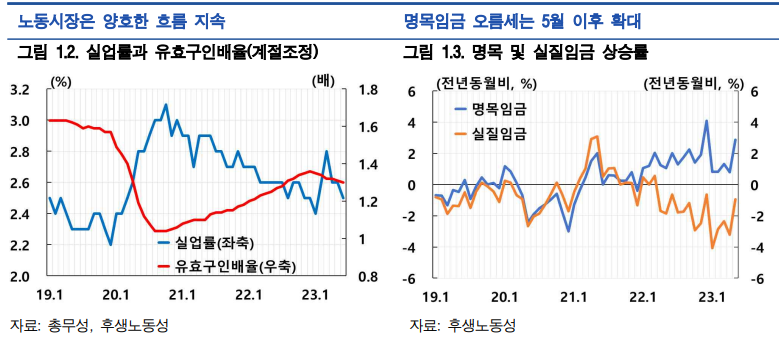 노동시장은 양호한 흐름 지속
그림 1.2. 실업률과 유효구인배율(계절조정)
(%)
(배)
3.2
3.0
2.8
2.6
2.4
2.2
2.0
1.8
1.6
1.4
1.2
1
0.8
실업률(좌축)
유효구인배율(우축)
19.1 20.1 21.1 22.1 23.1
자료: 총무성, 후생노동성
명목임금 오름세는 5월 이후 확대
그림 1.3. 명목 및 실질임금 상승률
(전년동월비, %)
(전년동월비, %)
6
4
2
0
-2
-4
-6
6
4
2
0
-2
-4
-6
명목임금
실질임금
19.1 20.1 21.1 22.1 23.1
자료: 후생노동성